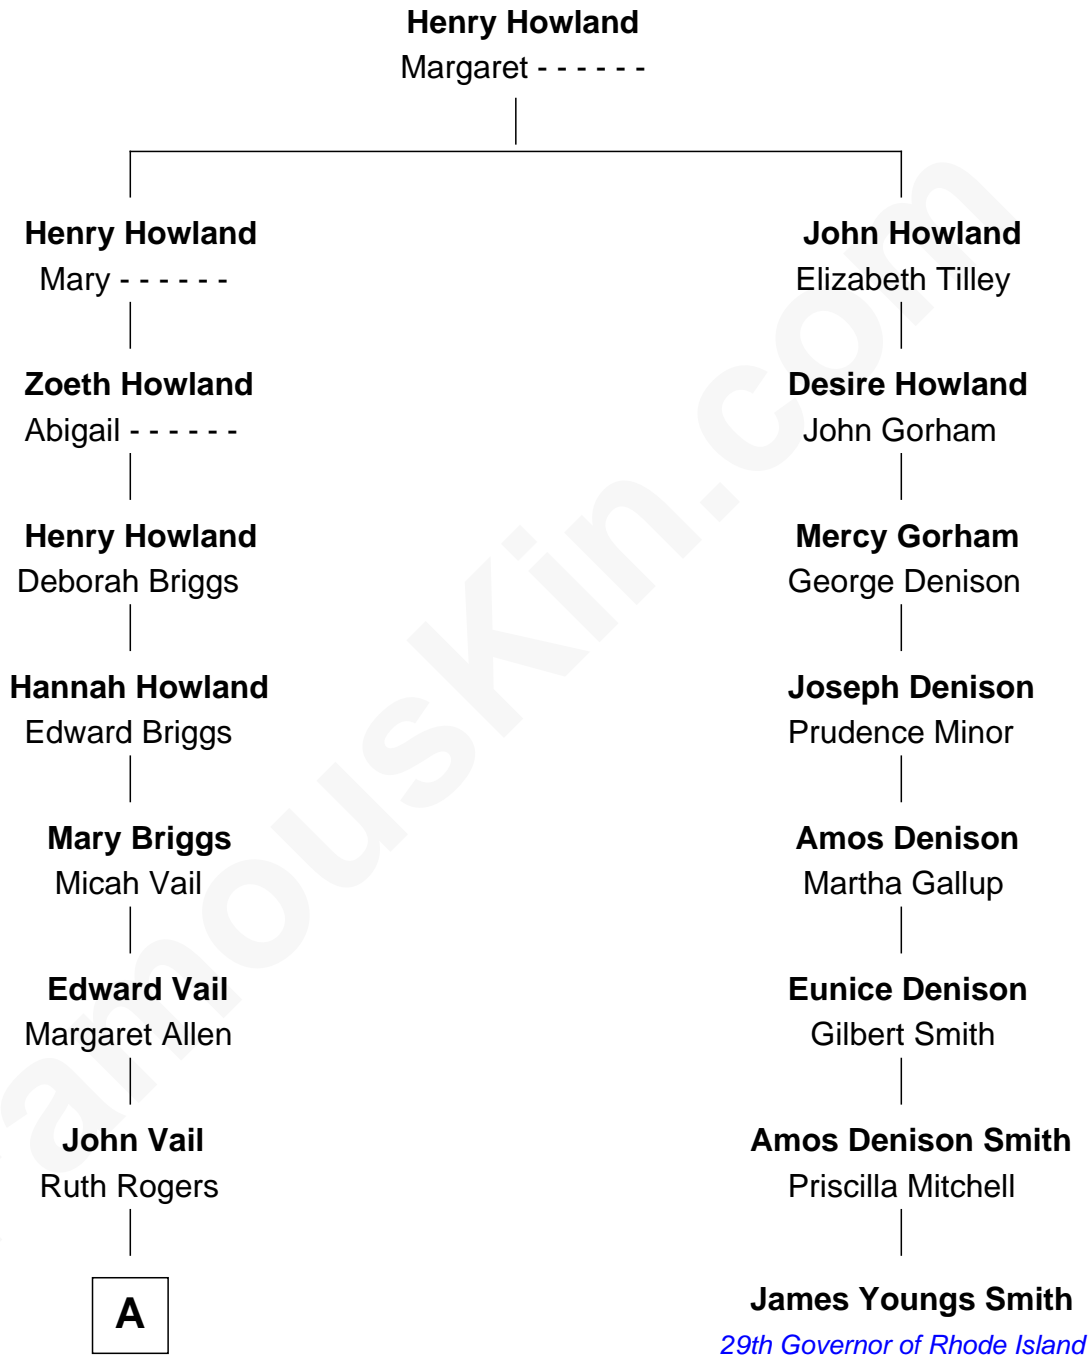 Henry Howland
Margaret - - - - - -
Henry Howland
Mary - - - - - -
John Howland
Elizabeth Tilley
Zoeth Howland
Abigail - - - - - -
Desire Howland
John Gorham
Henry Howland
Deborah Briggs
Mercy Gorham
George Denison
Hannah Howland
Edward Briggs
Joseph Denison
Prudence Minor
Mary Briggs
Micah Vail
Amos Denison
Martha Gallup
Edward Vail
Margaret Allen
Eunice Denison
Gilbert Smith
John Vail
Ruth Rogers
Amos Denison Smith
Priscilla Mitchell
A
James Youngs Smith
29th Governor of Rhode Island
amouskin.com